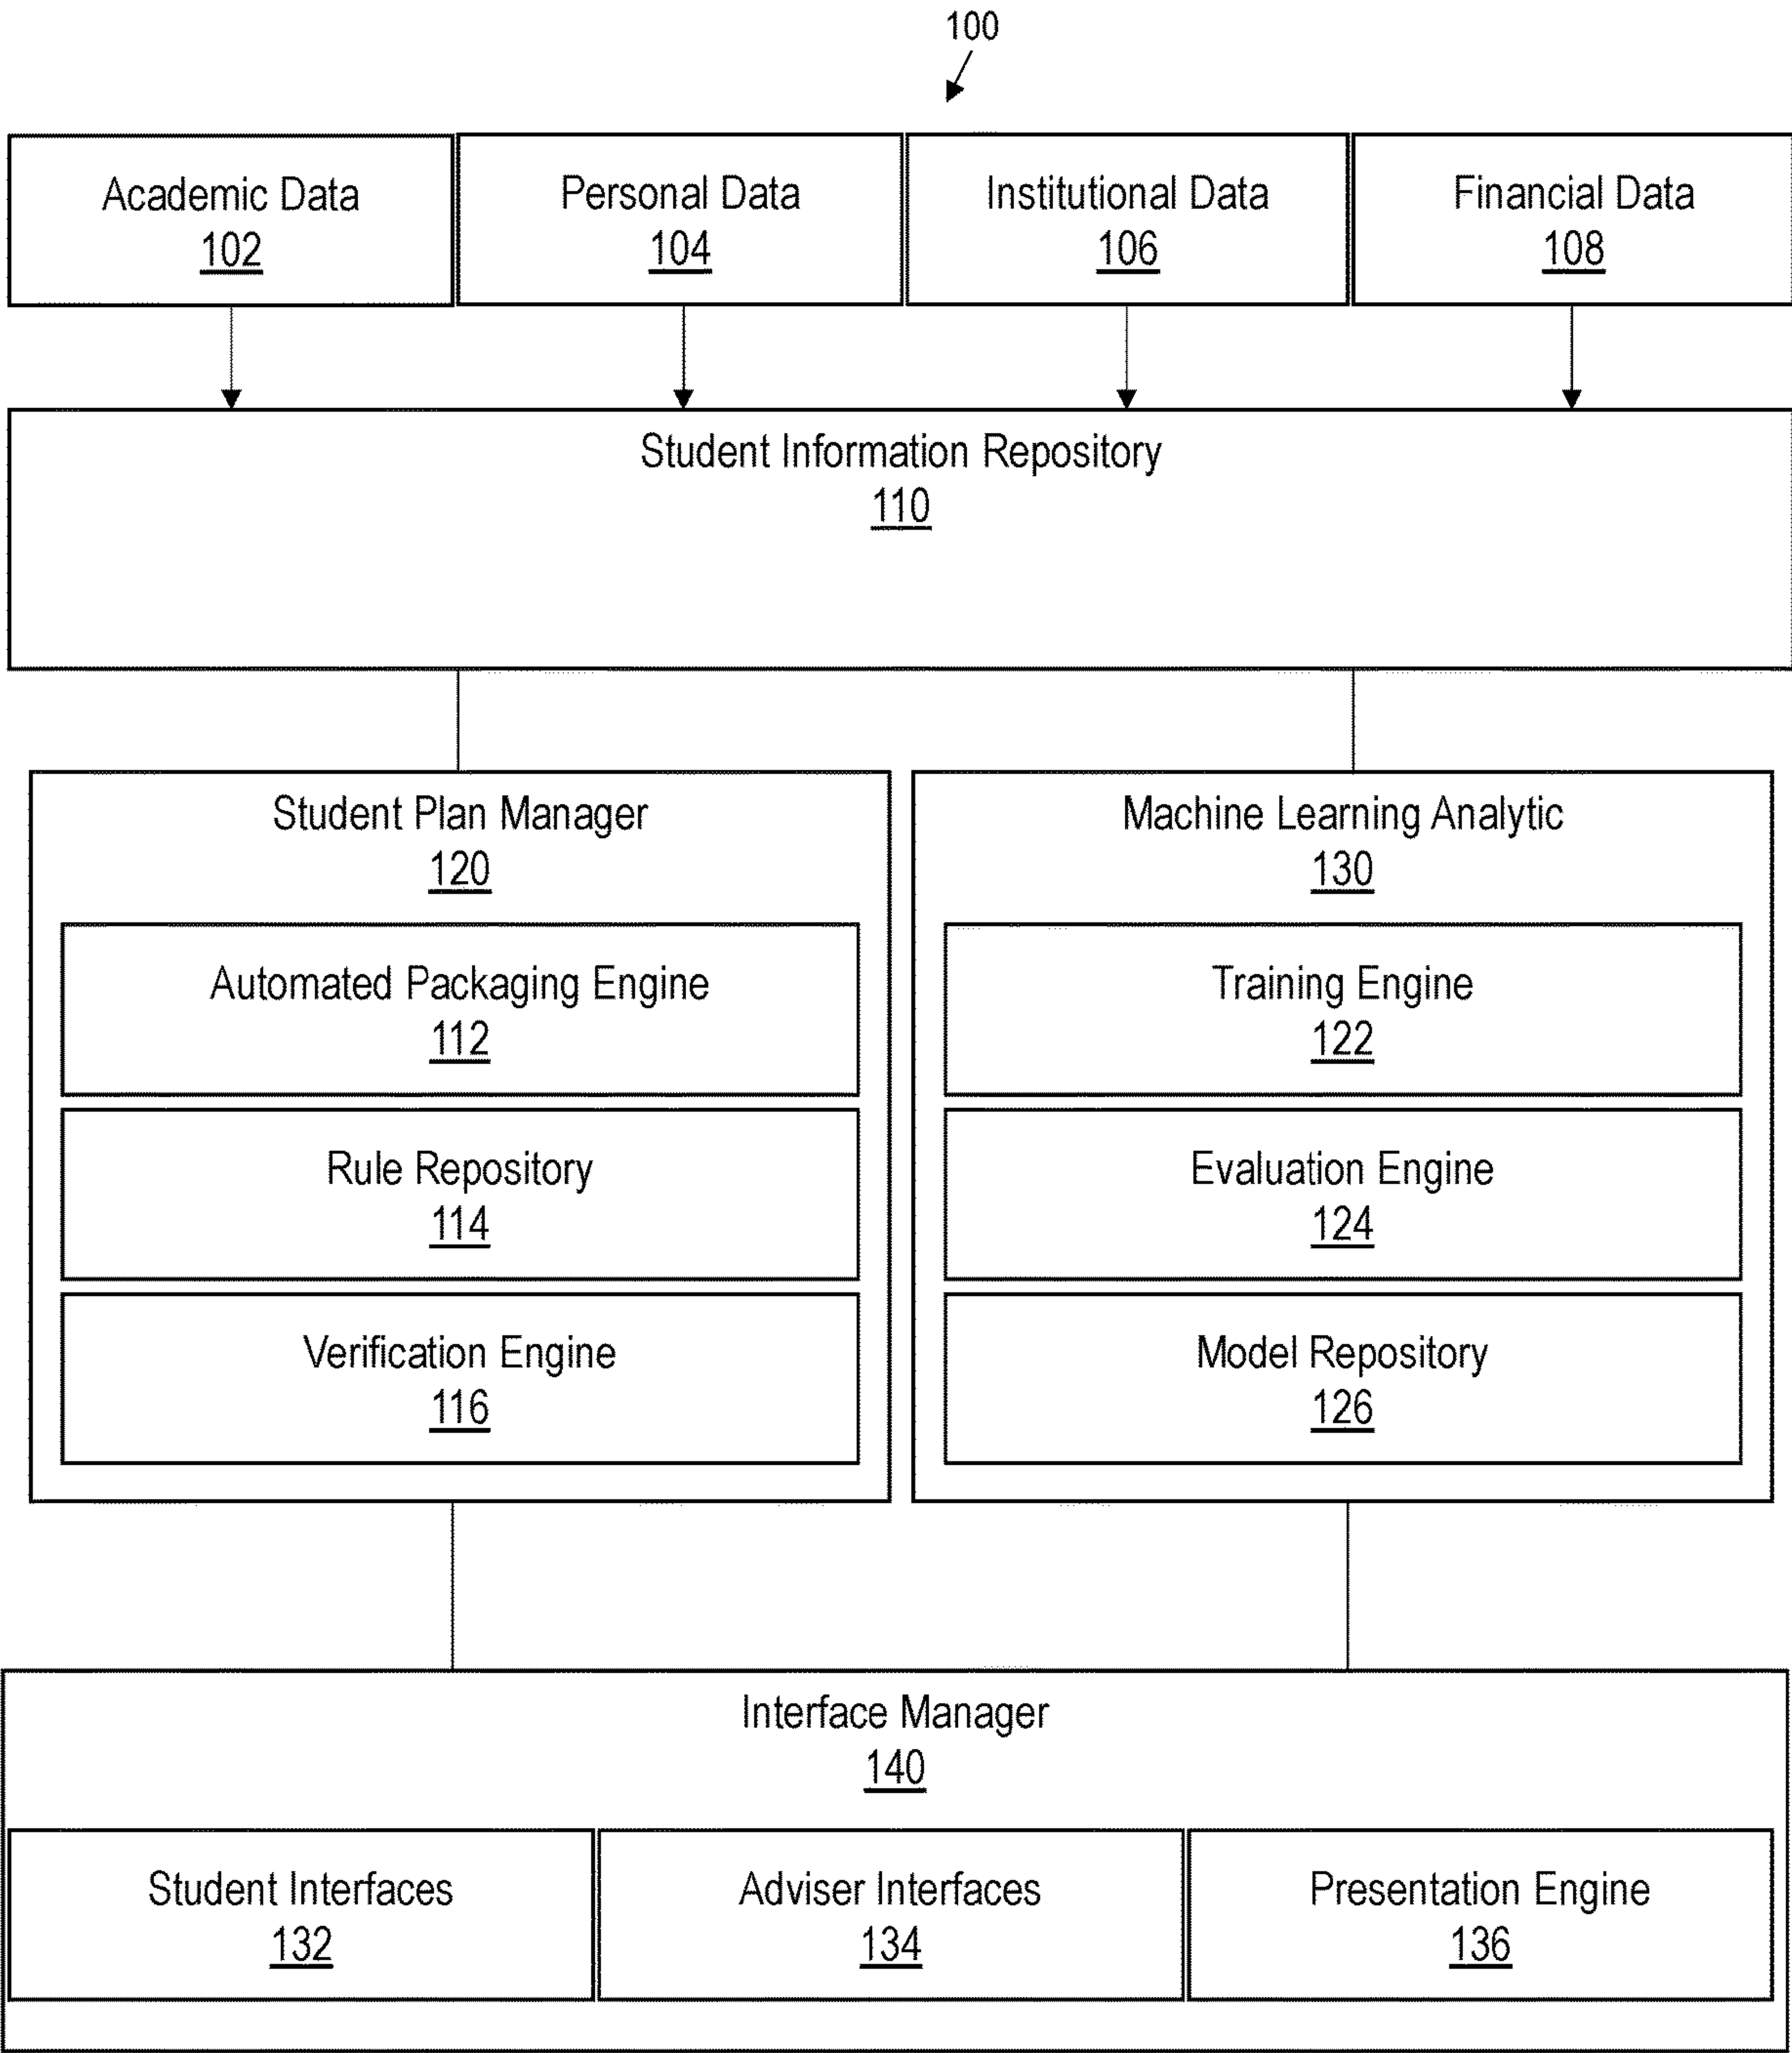 100
Academic Data
102
Personal Data
104
Institutional Data
106
Financial Data
108
Student Information Repository
110
Student Plan Manager
120
Automated Packaging Engine
112
Rule Repository
114
Verification Engine
116
Machine Learning Analytic
130
Training Engine
122
Evaluation Engine
124
Model Repository
126
Interface Manager
140
Student Interfaces
132
Adviser Interfaces
134
Presentation Engine
136